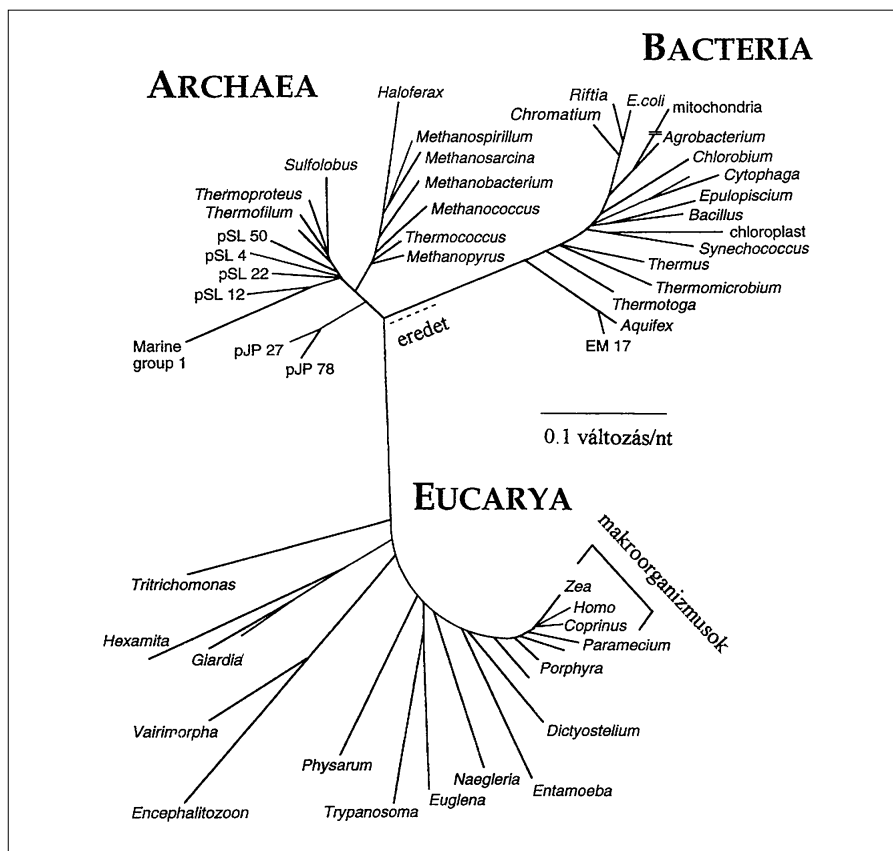 BACTERIA
ARCHAEA
Haloferax
Riftia
E.coli
mitochondria
Chromatium
Agrobacterium
Methanospirillum
Methanosarcina
Chlorobium
Sulfolobus
Cytophaga
Methanobacterium
Thermoproteus
Epulopiscium
Thermofilum
Methanococcus
Bacillus
pSL 50
chloroplast
Thermococcus
Synechococcus
pSL 4
Methanopyrus
Thermus
pSL 22
Thermomicrobium
pSL 12
Thermotoga
eredet
Aquifex
Marine
group 1
pJP 27
EM 17
pJP 78
0.1 változás/nt
EUCARYA
makroorganizmusok
Tritrichomonas
Zea
Homo
Coprinus
Hexamita
Paramecium
Giardia
Porphyra
Vairimorpha
Dictyostelium
Physarum
Naegleria
Entamoeba
Encephalitozoon
Euglena
Trypanosoma